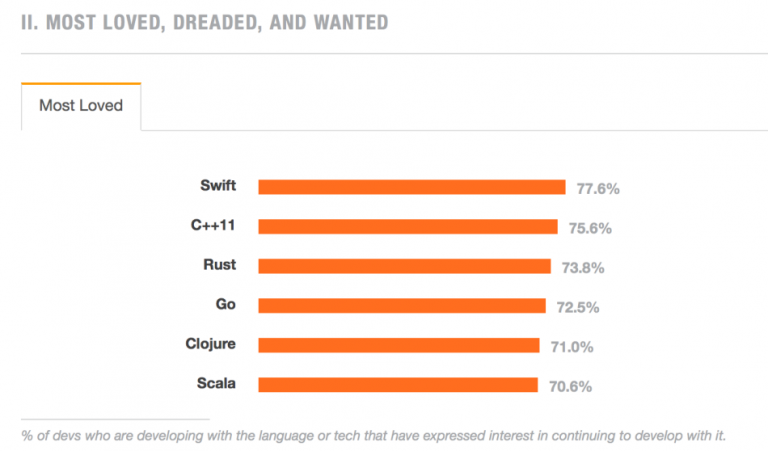 II. MOST LOVED, DREADED, AND WANTED
Most Loved
Swift 77.6%
C++11 75.6%
Rust 73.8%
Go 72.5%
Clojure 71.0%
Scala 70.6%
% of devs who are developing with the language or tech that have expressed interest in continuing to develop with it.